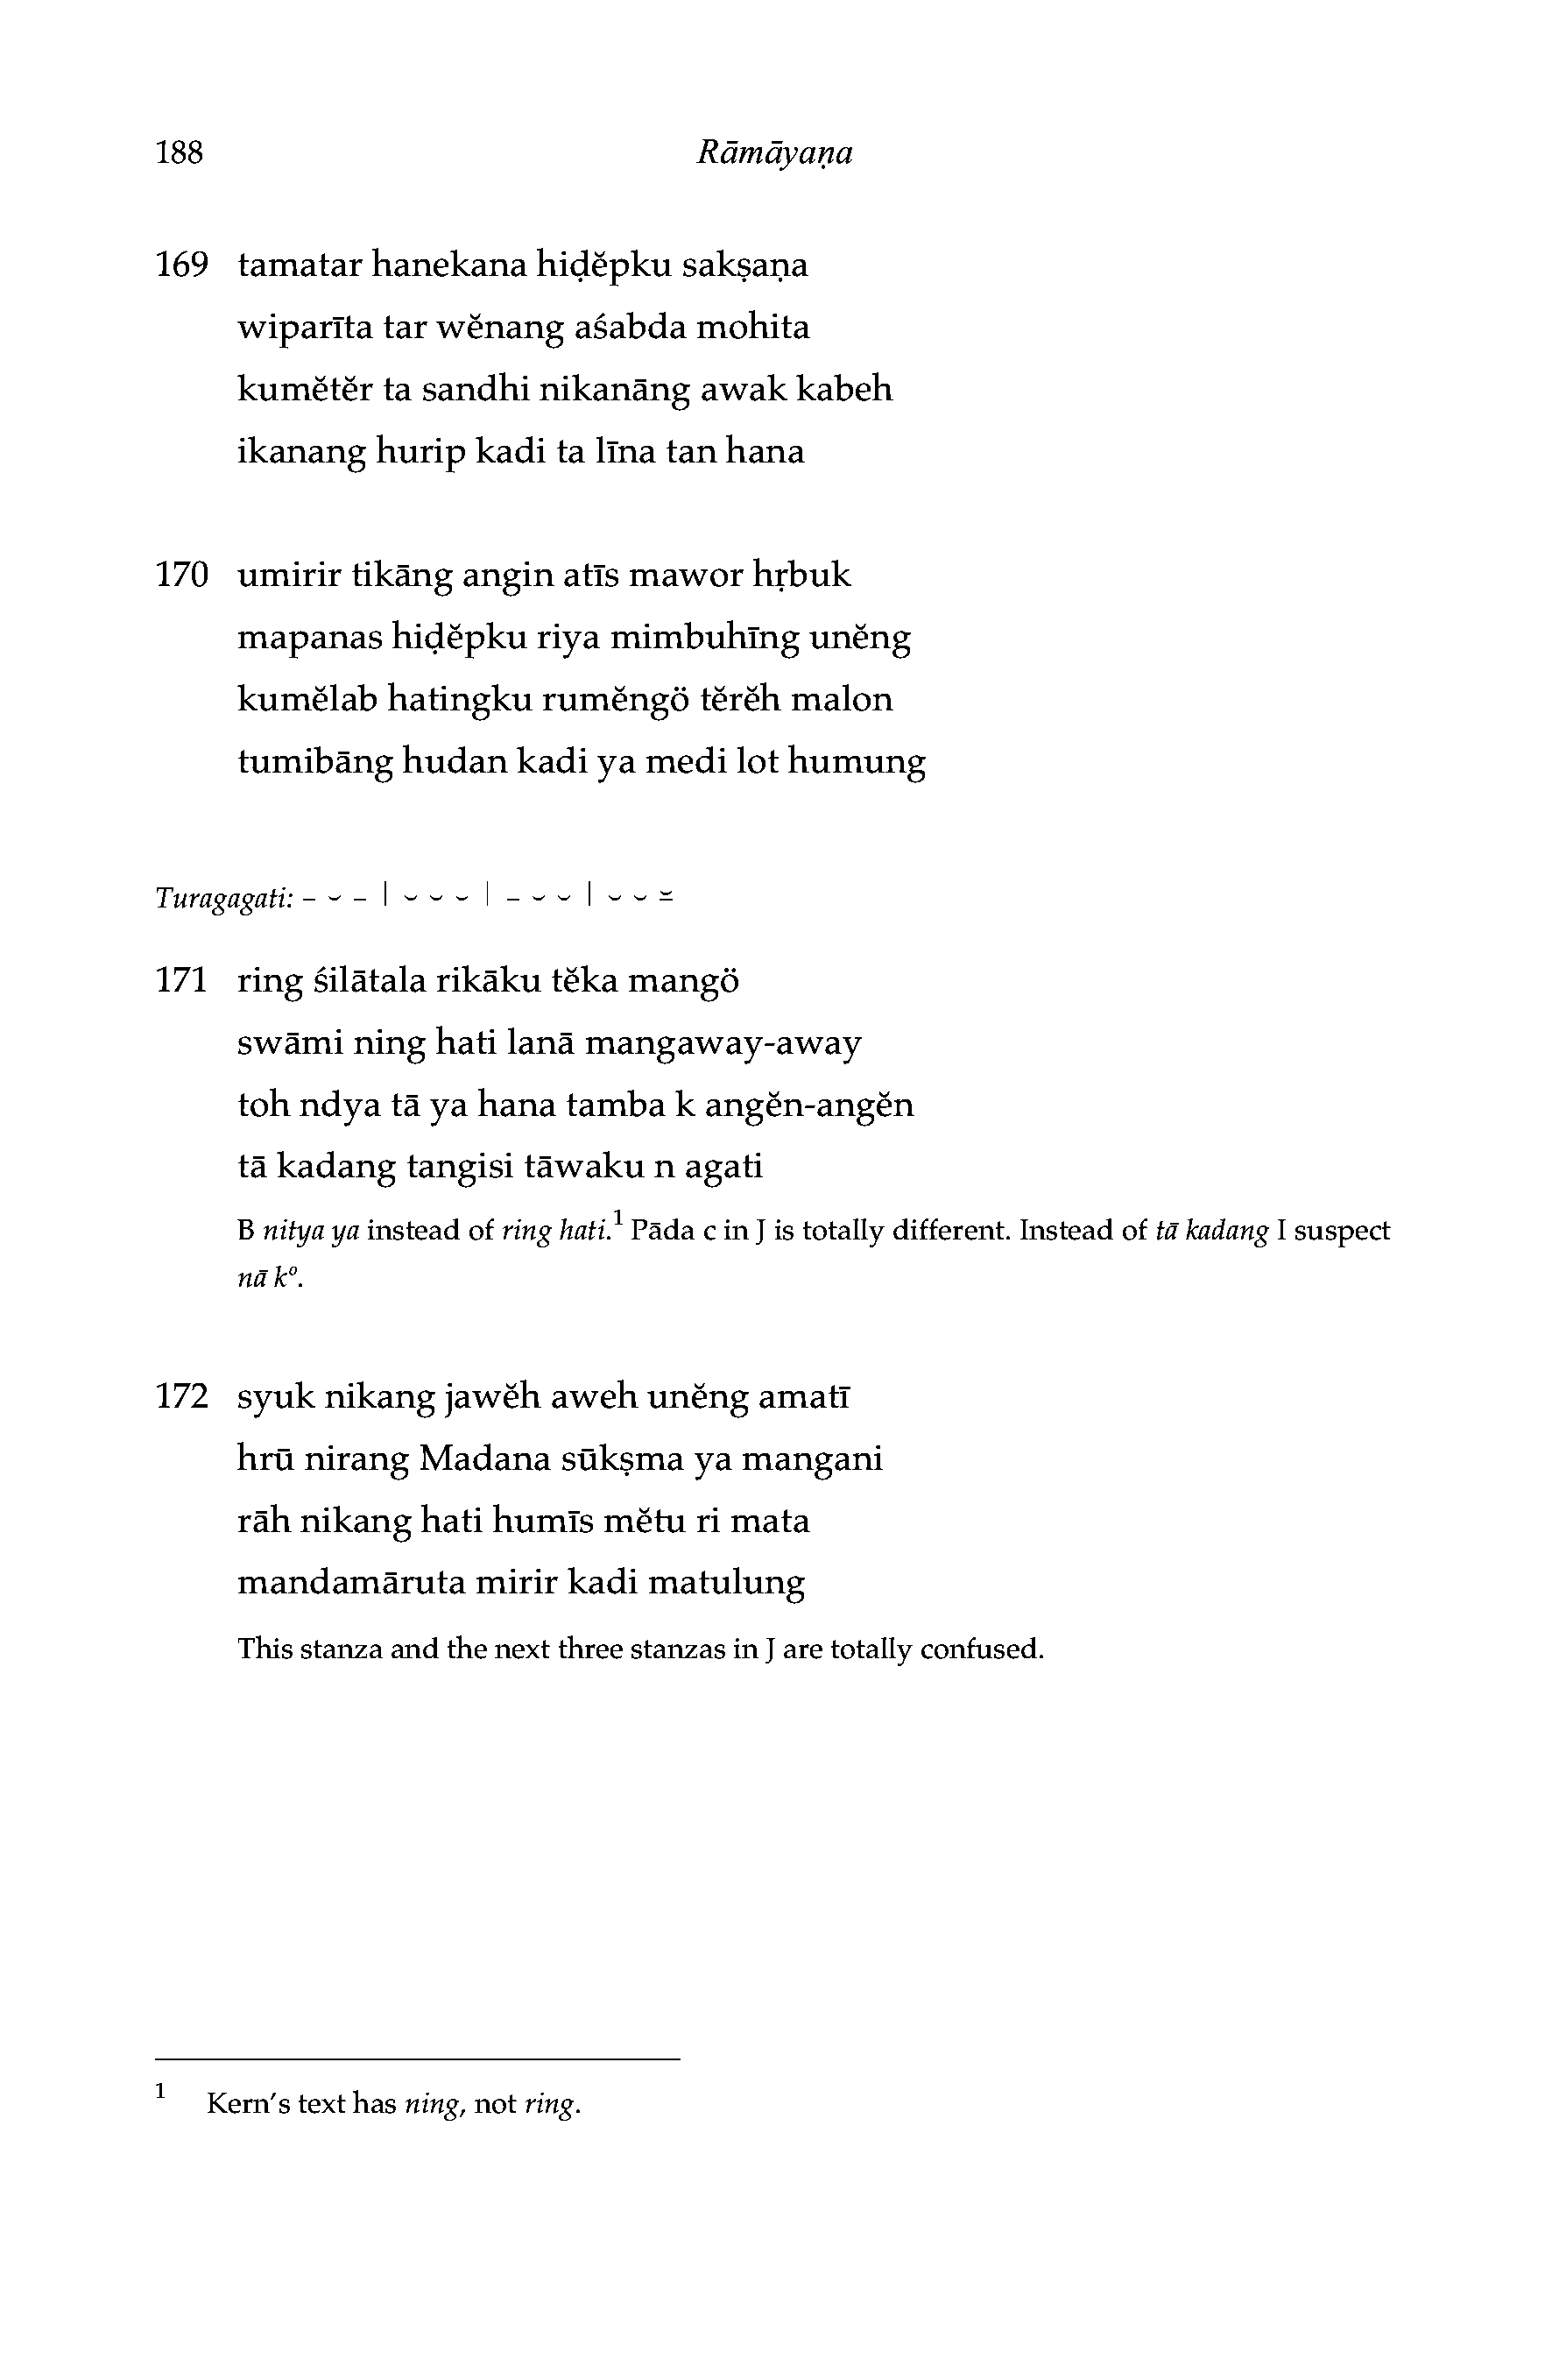 188 Rāmāyaṇa
169 tamatar hanekana hiḍĕpku sakṣaṇa
wiparīta tar wĕnang aśabda mohita
kumĕtĕr ta sandhi nikanāng awak kabeh
ikanang hurip kadi ta līna tan hana
170 umirir tikāng angin atīs mawor hṛbuk
mapanas hiḍĕpku riya mimbuhīng unĕng
kumĕlab hatingku rumĕngö tĕrĕh malon
tumibāng hudan kadi ya medi lot humung
Turagagati: – ⏑ – | ⏑ ⏑ ⏑ | – ⏑ ⏑ | ⏑ ⏑ ⏓
171 ring śilātala rikāku tĕka mangö
swāmi ning hati lanā mangaway-away
toh ndya tā ya hana tamba k angĕn-angĕn
tā kadang tangisi tāwaku n agati
B nitya ya instead of ring hati.¹ Pāda c in J is totally different. Instead of tā kadang I suspect
nā kº.
172 syuk nikang jawĕh aweh unĕng amatī
hrū nirang Madana sūkṣma ya mangani
rāh nikang hati humīs mĕtu ri mata
mandamāruta mirir kadi matulung
This stanza and the next three stanzas in J are totally confused.
1 Kern's text has ning, not ring.